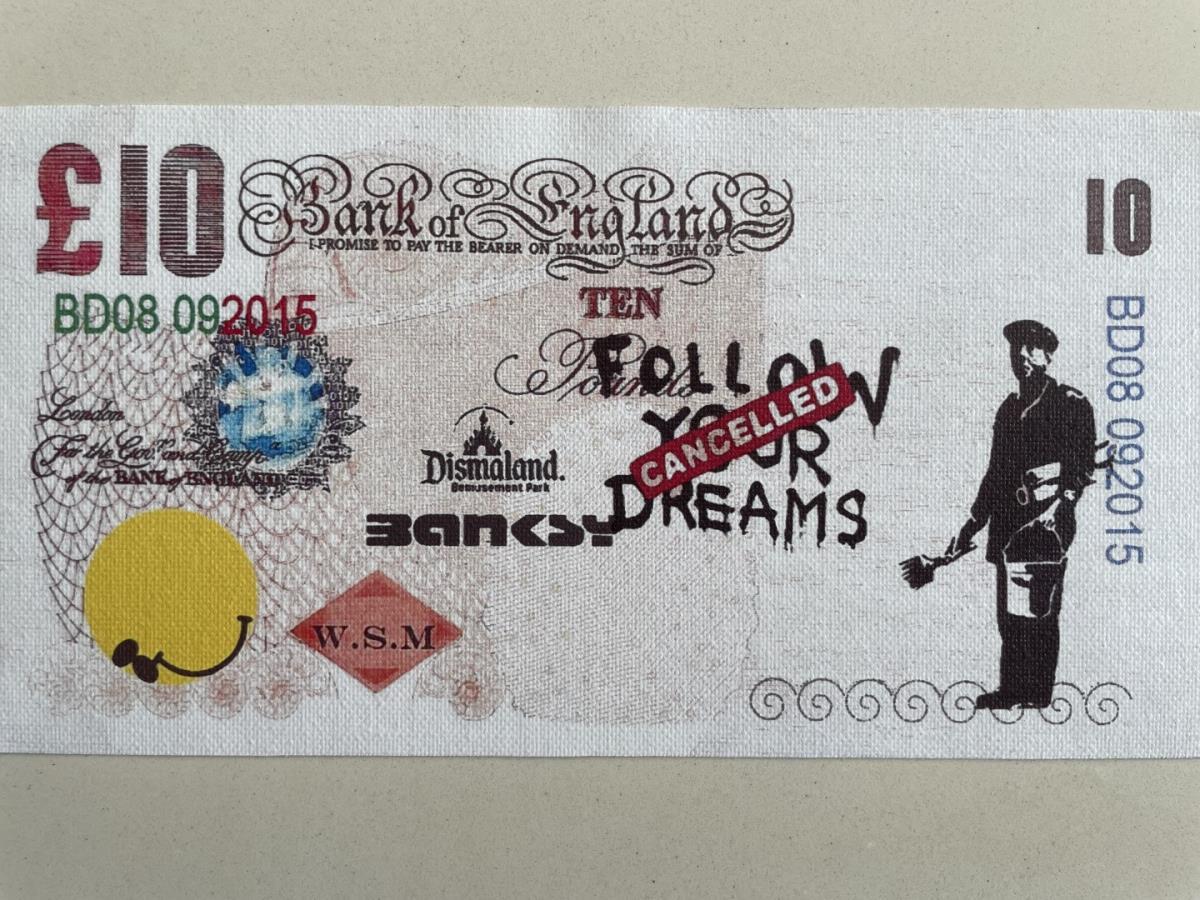 £10
Bank of England
I PROMISE TO PAY THE BEARER ON DEMAND THE SUM OF
10
TEN
Pounds
BD08 092015
BD08 092015
London
For the Govr and Compa
of the BANK of ENGLAND
FOLLOW
YOUR
DREAMS
CANCELLED
Dismaland.
Bemusement Park
BANKSY
W.S.M